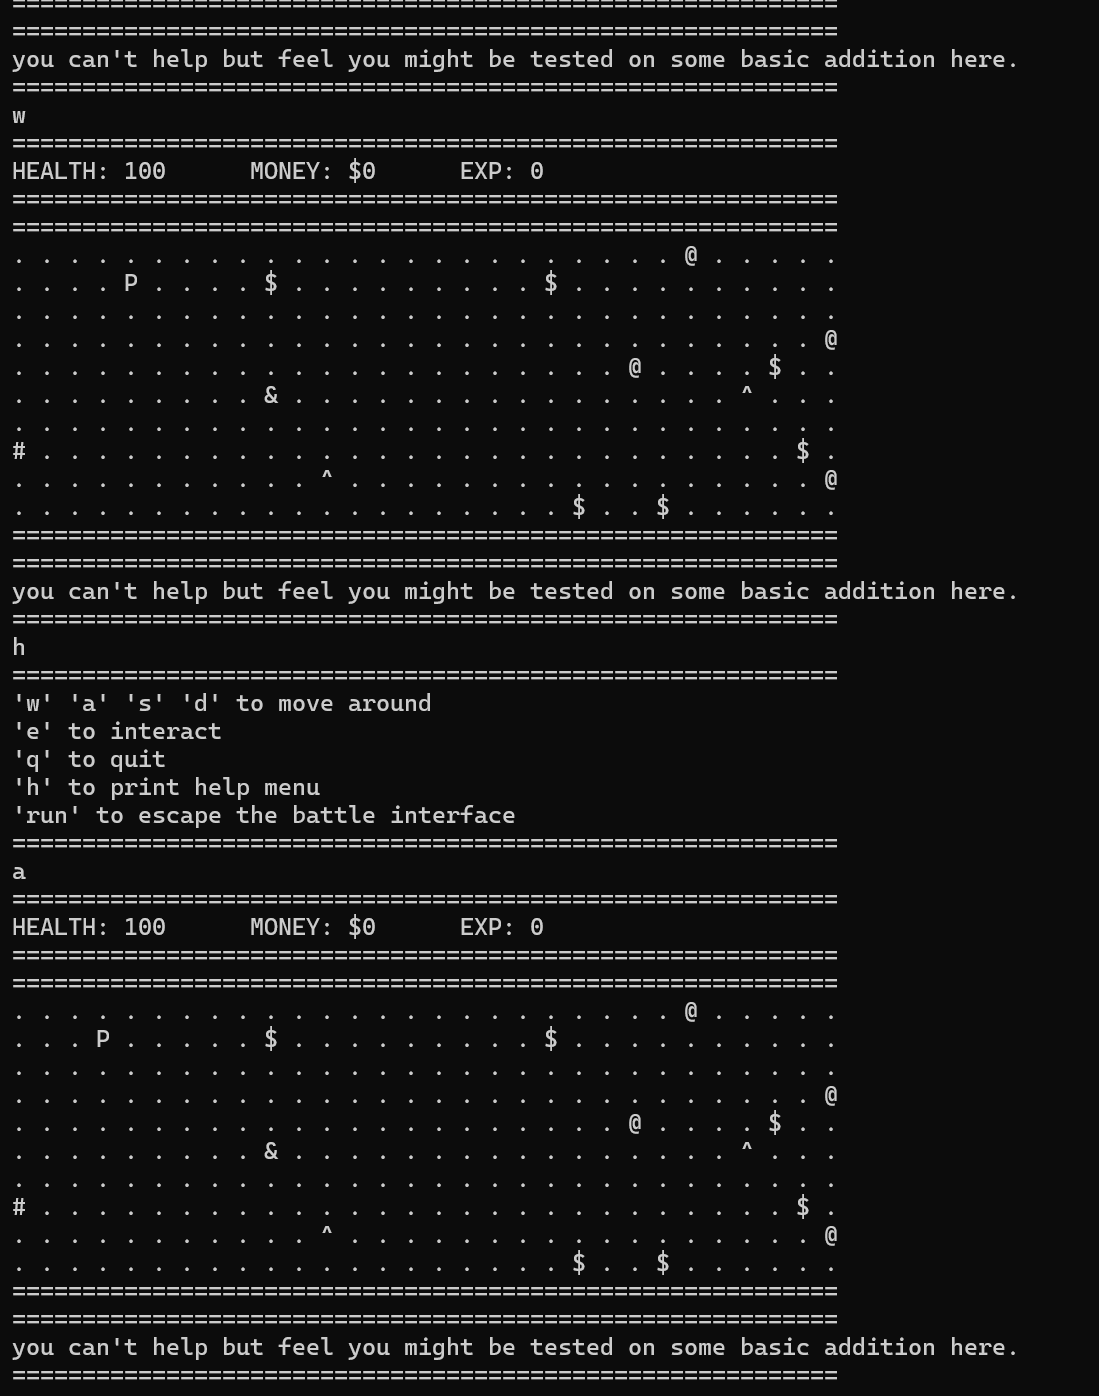 ===========================================================
===========================================================
you can't help but feel you might be tested on some basic addition here.
===========================================================
w
===========================================================
HEALTH: 100      MONEY: $0      EXP: 0
===========================================================
===========================================================
. . . . . . . . . . . . . . . . . . . . . . . . @ . . . . .
. . . . P . . . . $ . . . . . . . . . $ . . . . . . . . . .
. . . . . . . . . . . . . . . . . . . . . . . . . . . . . .
. . . . . . . . . . . . . . . . . . . . . . . . . . . . . @
. . . . . . . . . . . . . . . . . . . . . . @ . . . . $ . .
. . . . . . . . . & . . . . . . . . . . . . . . . . ^ . . .
. . . . . . . . . . . . . . . . . . . . . . . . . . . . . .
# . . . . . . . . . . . . . . . . . . . . . . . . . . . $ .
. . . . . . . . . . . ^ . . . . . . . . . . . . . . . . . @
. . . . . . . . . . . . . . . . . . . . $ . . $ . . . . . .
===========================================================
===========================================================
you can't help but feel you might be tested on some basic addition here.
===========================================================
h
===========================================================
'w' 'a' 's' 'd' to move around
'e' to interact
'q' to quit
'h' to print help menu
'run' to escape the battle interface
===========================================================
a
===========================================================
HEALTH: 100      MONEY: $0      EXP: 0
===========================================================
===========================================================
. . . . . . . . . . . . . . . . . . . . . . . . @ . . . . .
. . . P . . . . . $ . . . . . . . . . $ . . . . . . . . . .
. . . . . . . . . . . . . . . . . . . . . . . . . . . . . .
. . . . . . . . . . . . . . . . . . . . . . . . . . . . . @
. . . . . . . . . . . . . . . . . . . . . . @ . . . . $ . .
. . . . . . . . . & . . . . . . . . . . . . . . . . ^ . . .
. . . . . . . . . . . . . . . . . . . . . . . . . . . . . .
# . . . . . . . . . . . . . . . . . . . . . . . . . . . $ .
. . . . . . . . . . . ^ . . . . . . . . . . . . . . . . . @
. . . . . . . . . . . . . . . . . . . . $ . . $ . . . . . .
===========================================================
===========================================================
you can't help but feel you might be tested on some basic addition here.
===========================================================